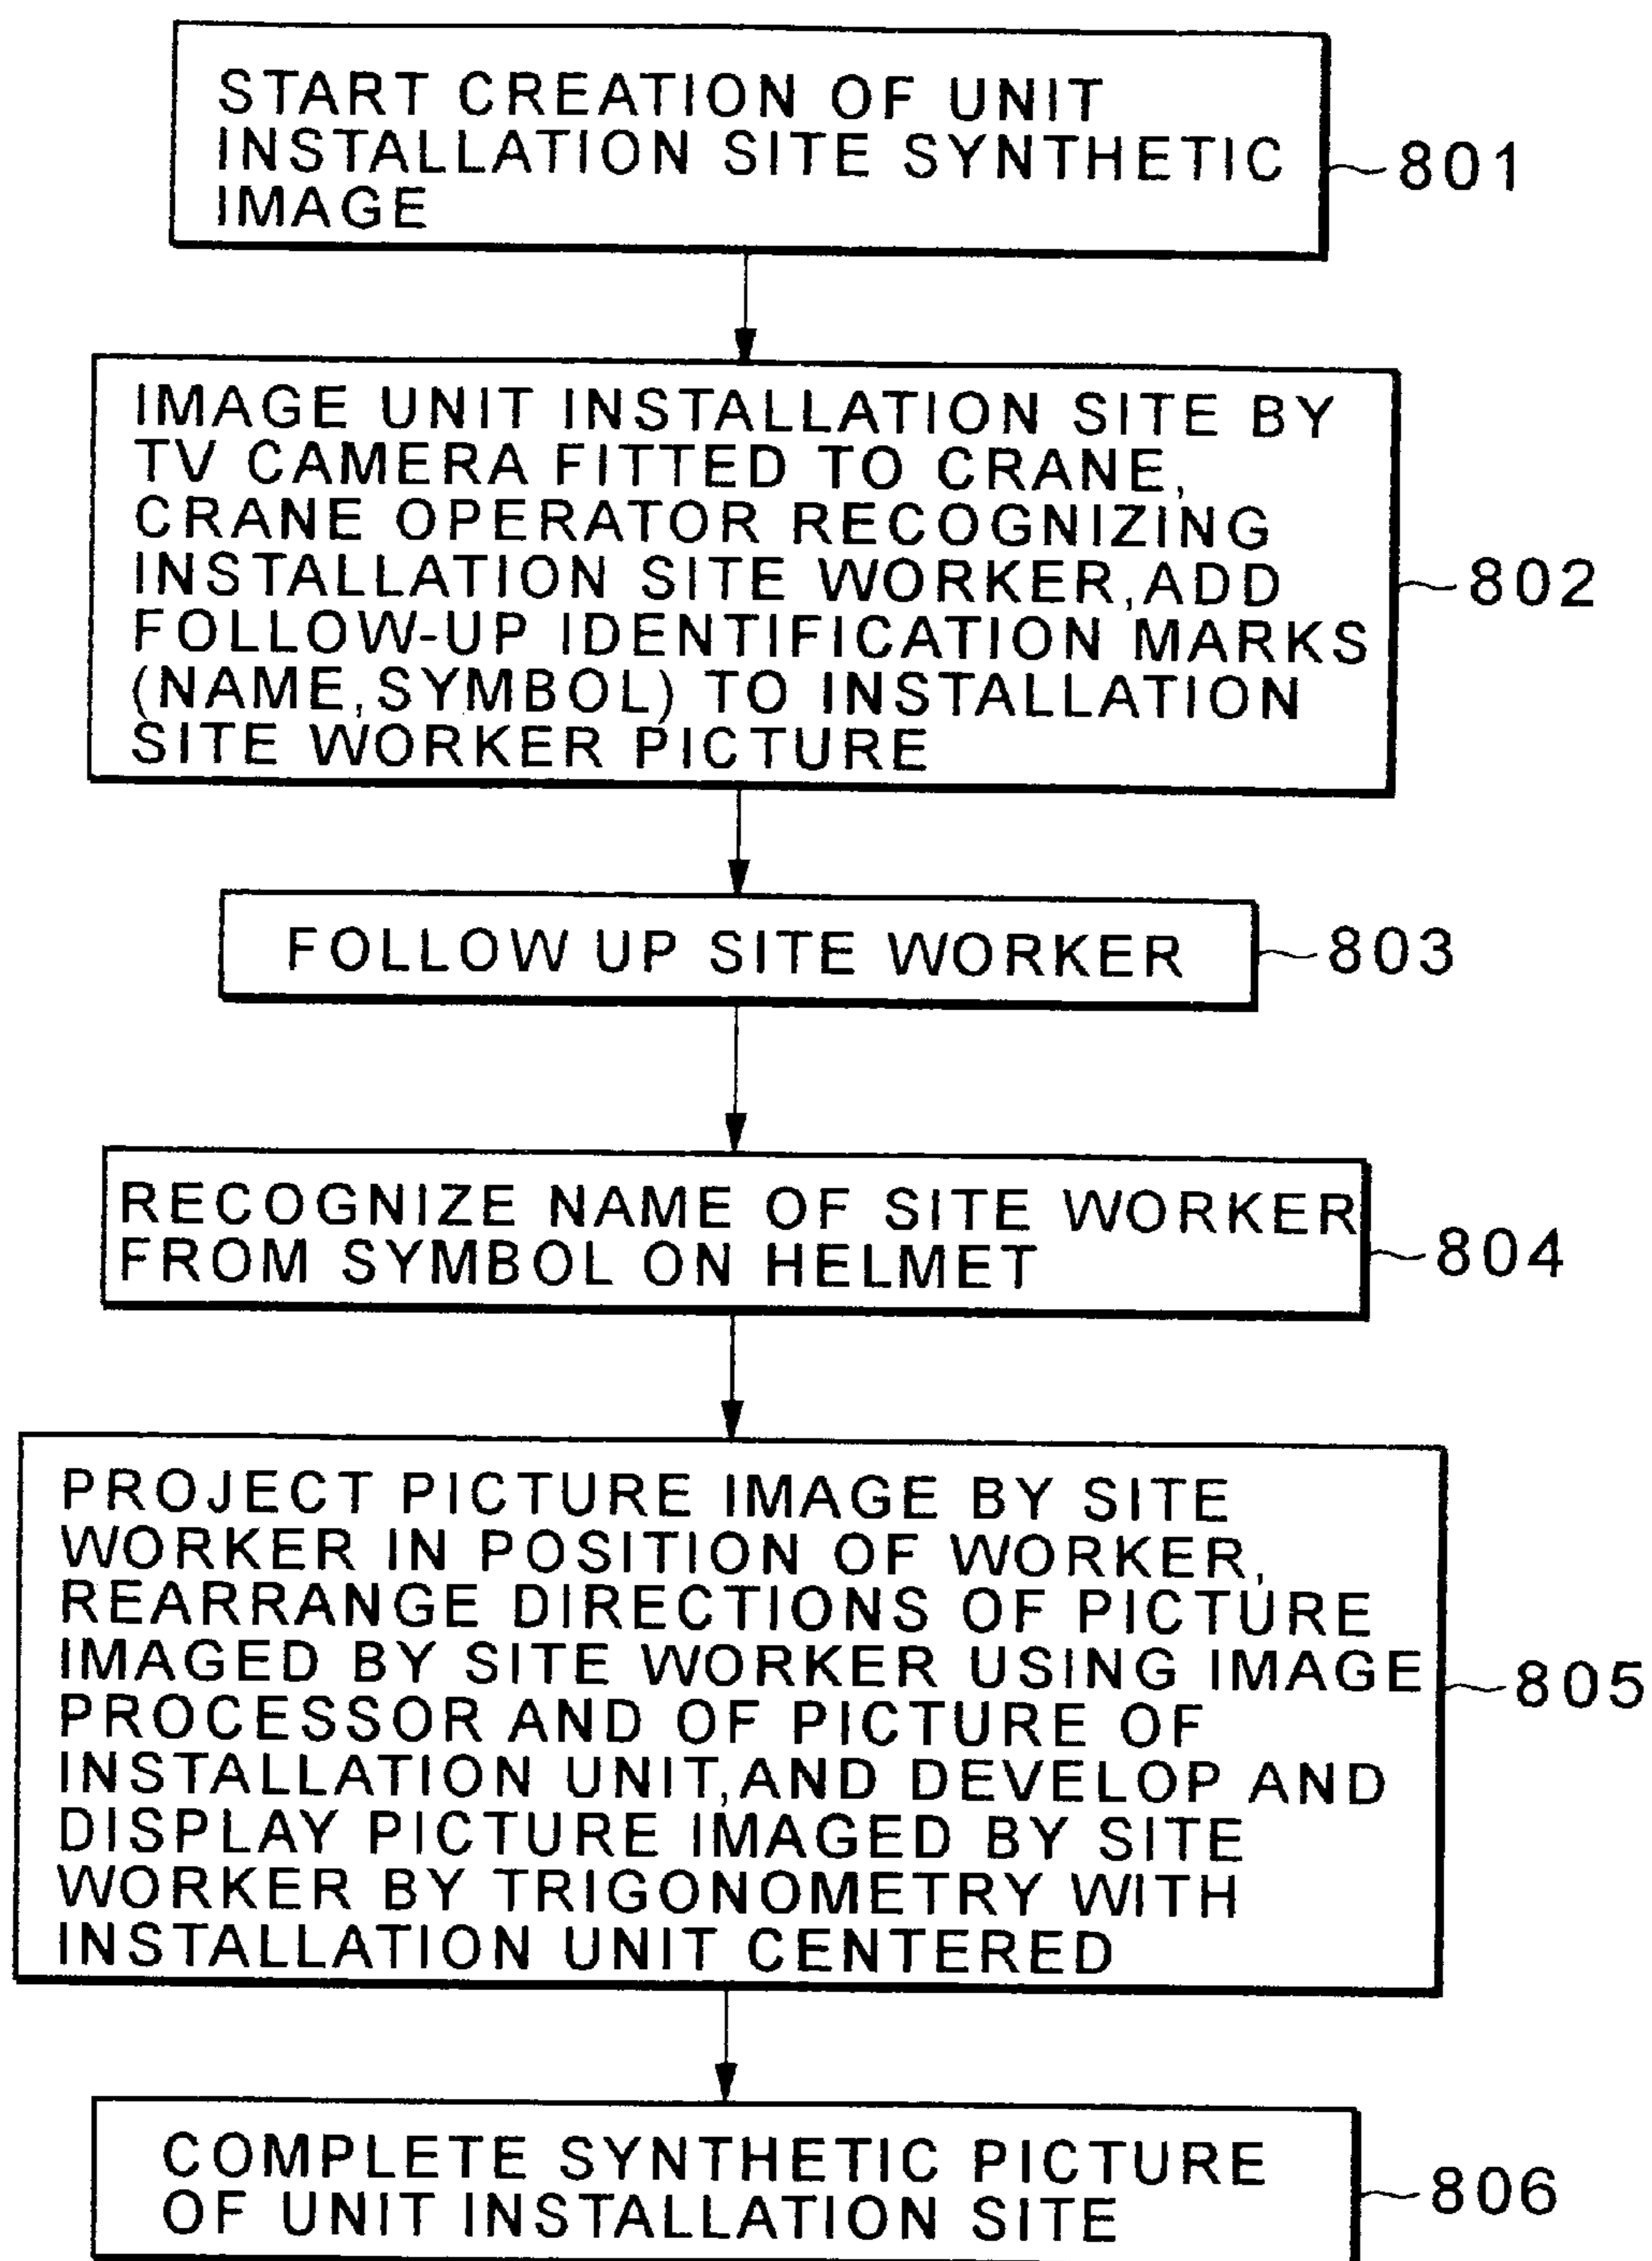 START CREATION OF UNIT
INSTALLATION SITE SYNTHETIC
IMAGE
801
IMAGE UNIT INSTALLATION SITE BY
TV CAMERA FITTED TO CRANE,
CRANE OPERATOR RECOGNIZING
INSTALLATION SITE WORKER,ADD
FOLLOW-UP IDENTIFICATION MARKS
(NAME,SYMBOL) TO INSTALLATION
SITE WORKER PICTURE
802
FOLLOW UP SITE WORKER
803
RECOGNIZE NAME OF SITE WORKER
FROM SYMBOL ON HELMET
804
PROJECT PICTURE IMAGE BY SITE
WORKER IN POSITION OF WORKER,
REARRANGE DIRECTIONS OF PICTURE
IMAGED BY SITE WORKER USING IMAGE
PROCESSOR AND OF PICTURE OF
INSTALLATION UNIT,AND DEVELOP AND
DISPLAY PICTURE IMAGED BY SITE
WORKER BY TRIGONOMETRY WITH
INSTALLATION UNIT CENTERED
805
COMPLETE SYNTHETIC PICTURE
OF UNIT INSTALLATION SITE
806